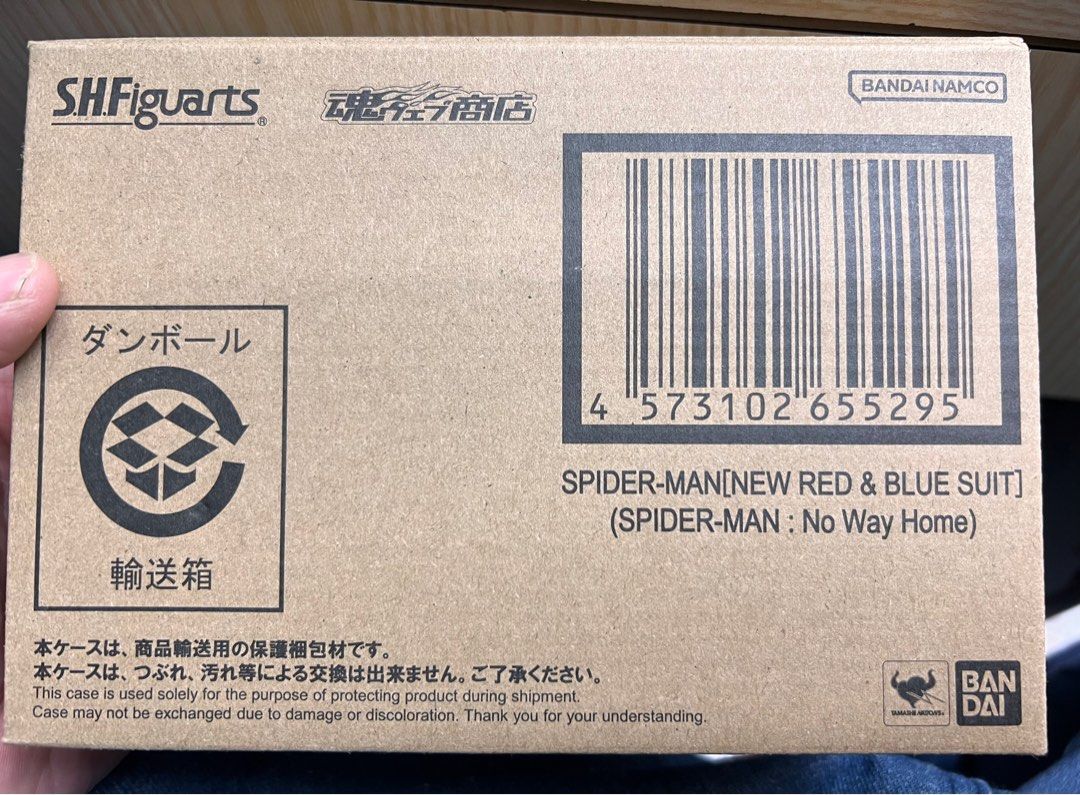 S.H.Figuarts®
魂ウェブ商店
BANDAI NAMCO
4 573102 655295
SPIDER-MAN[NEW RED & BLUE SUIT]
(SPIDER-MAN : No Way Home)
ダンボール
輸送箱
本ケースは、商品輸送用の保護梱包材です。
本ケースは、つぶれ、汚れ等による交換は出来ません。ご了承ください。
This case is used solely for the purpose of protecting product during shipment.
Case may not be exchanged due to damage or discoloration. Thank you for your understanding.
TAMASHII NATIONS
BAN
DAI